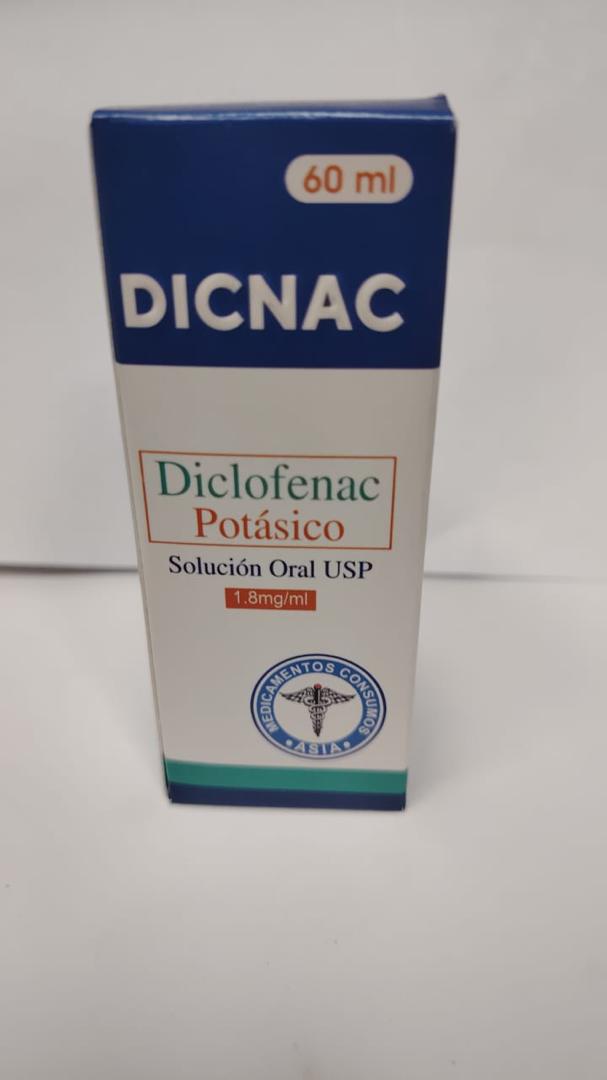 60 ml
DICNAC
Diclofenac
Potásico
Solución Oral USP
1.8mg/ml
MEDICAMENTOS CONSUMOS
• ASIA •